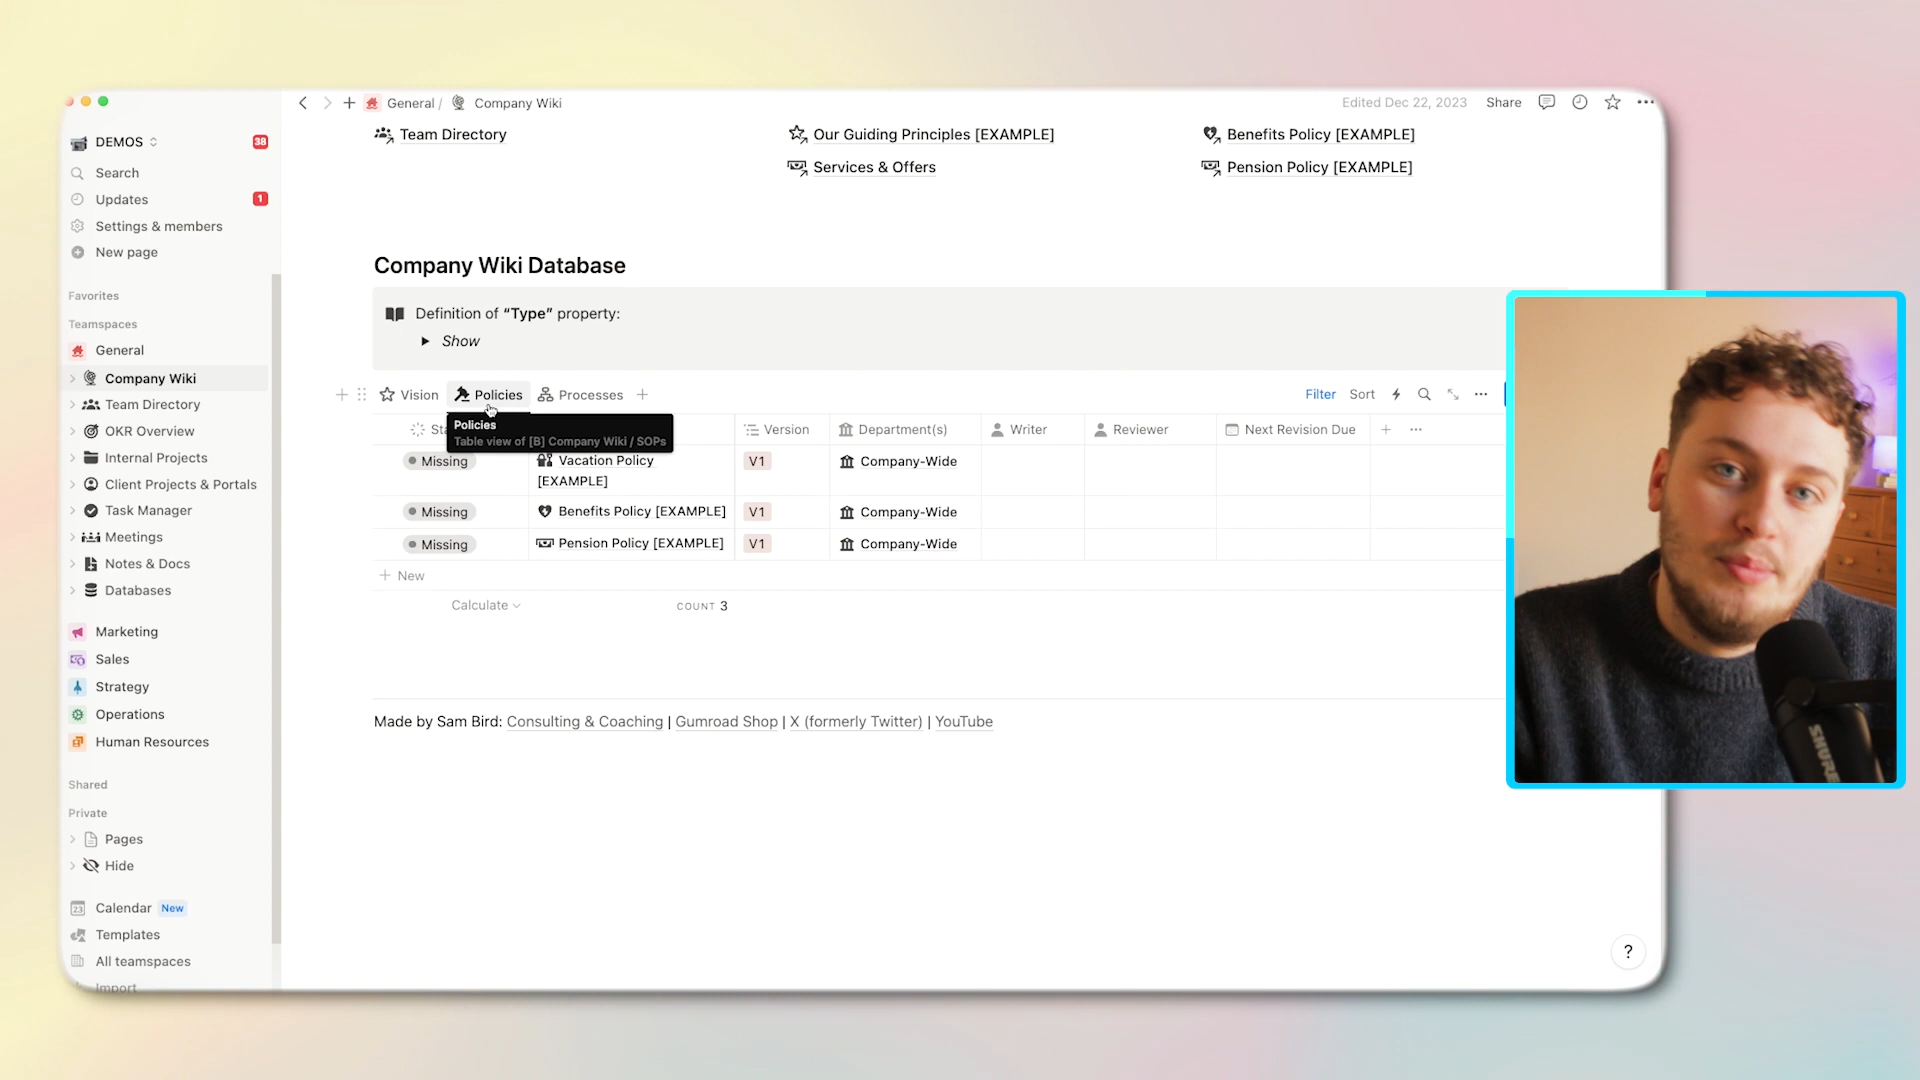 General / Company Wiki
Edited Dec 22, 2023 Share
DEMOS 38
Search
Updates 1
Settings & members
New page
Favorites
Teamspaces
General
Company Wiki
Team Directory
OKR Overview
Internal Projects
Client Projects & Portals
Task Manager
Meetings
Notes & Docs
Databases
Marketing
Sales
Strategy
Operations
Human Resources
Shared
Private
Pages
Hide
23 Calendar New
Templates
All teamspaces
Import
Team Directory
Our Guiding Principles [EXAMPLE]
Services & Offers
Benefits Policy [EXAMPLE]
Pension Policy [EXAMPLE]
Company Wiki Database
Definition of “Type” property:
Show
Vision Policies Processes
Filter Sort
Policies
Table view of [B] Company Wiki / SOPs
Version Department(s) Writer Reviewer Next Revision Due
Missing Vacation Policy [EXAMPLE] V1 Company-Wide
Missing Benefits Policy [EXAMPLE] V1 Company-Wide
Missing Pension Policy [EXAMPLE] V1 Company-Wide
New
Calculate COUNT 3
Made by Sam Bird: Consulting & Coaching | Gumroad Shop | X (formerly Twitter) | YouTube
?
SHURE